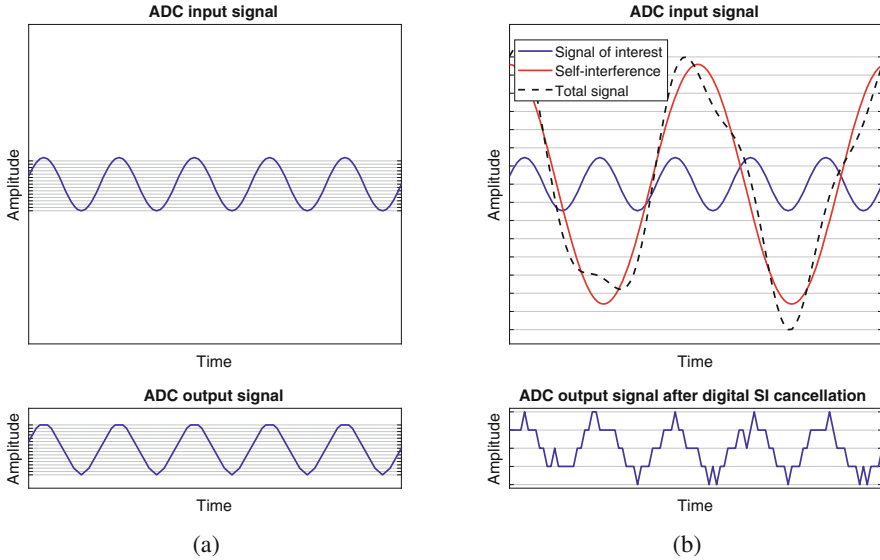 ADC input signal
Amplitude
Time
ADC output signal
Amplitude
Time
(a)
ADC input signal
Signal of interest
Self-interference
Total signal
Amplitude
Time
ADC output signal after digital SI cancellation
Amplitude
Time
(b)